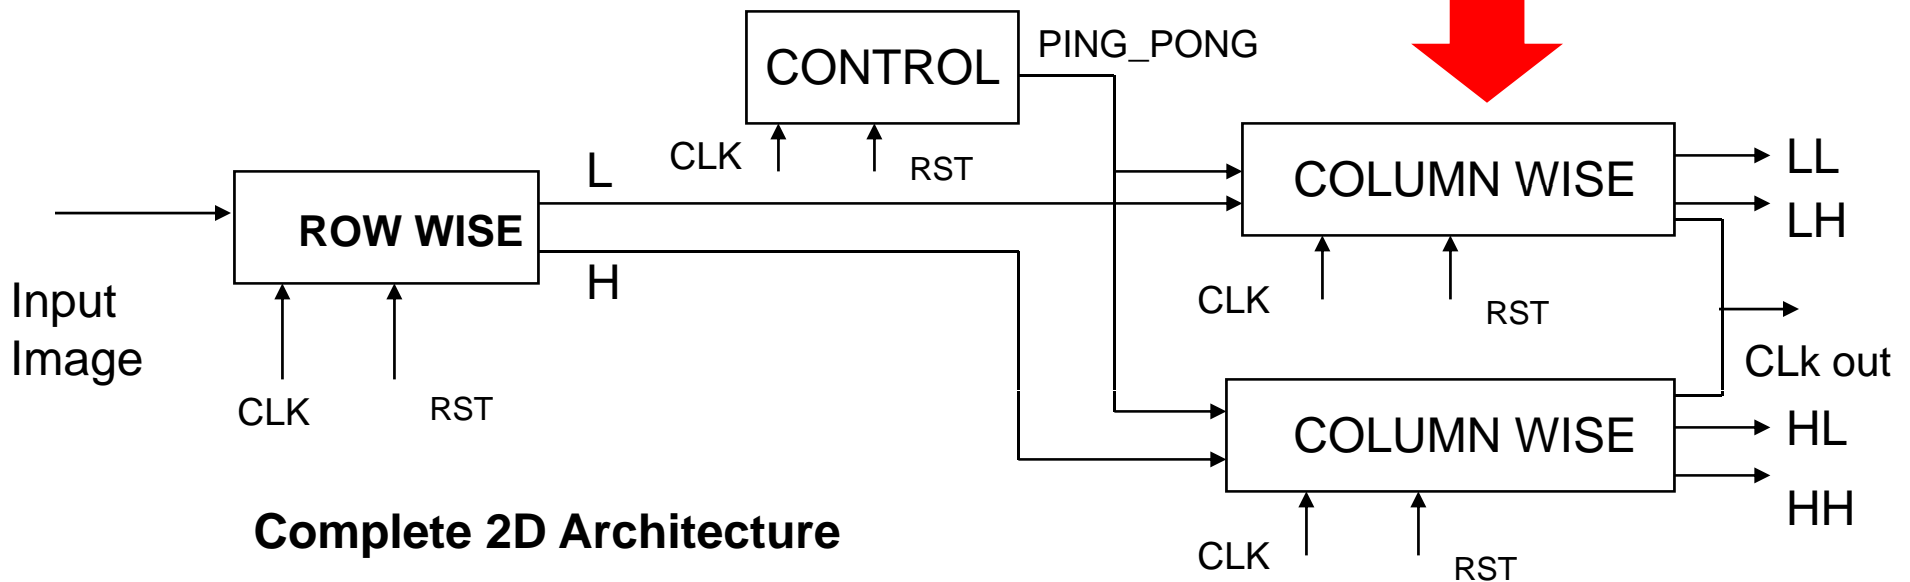 CONTROL
PING_PONG
CLK
RST
L
ROW WISE
H
Input
Image
CLK
RST
COLUMN WISE
LL
LH
CLK
RST
CLk out
COLUMN WISE
HL
HH
CLK
RST
Complete 2D Architecture